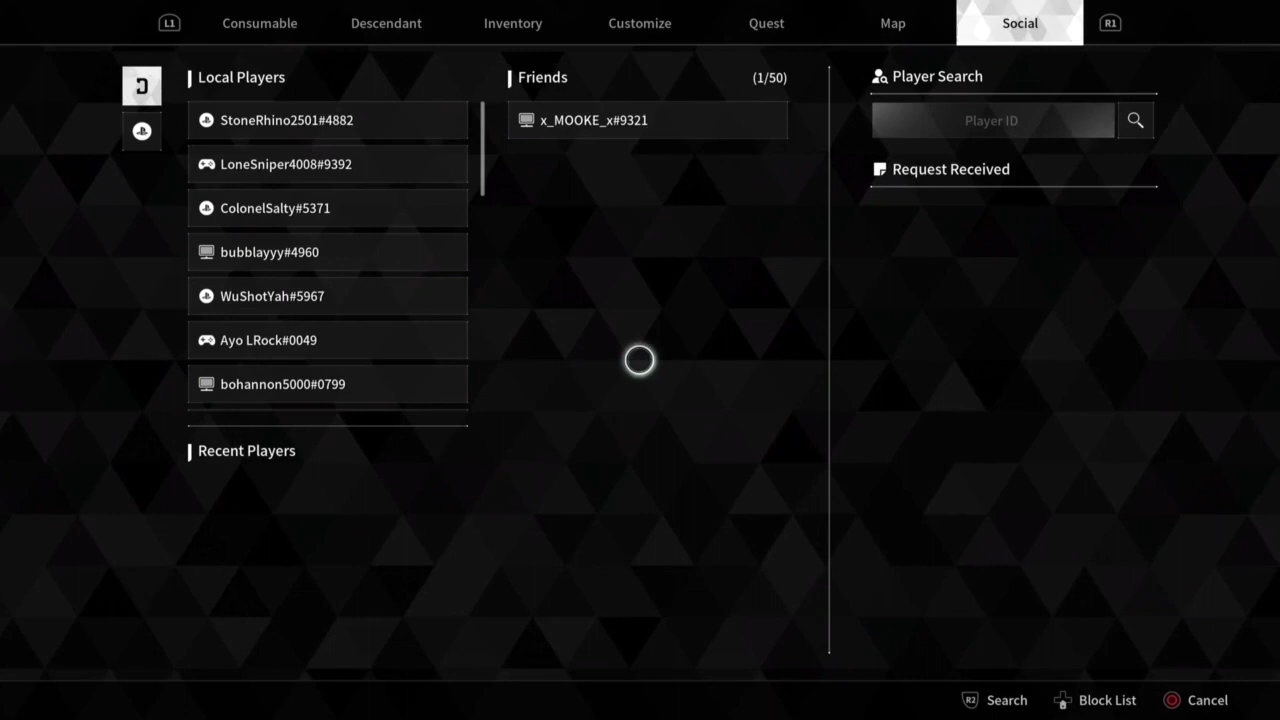 L1 Consumable Descendant Inventory Customize Quest Map Social R1
Local Players
StoneRhino2501#4882
LoneSniper4008#9392
ColonelSalty#5371
bubblayyy#4960
WuShotYah#5967
Ayo LRock#0049
bohannon5000#0799
Recent Players
Friends (1/50)
x_MOOKE_x#9321
Player Search
Player ID
Request Received
R2 Search Block List Cancel